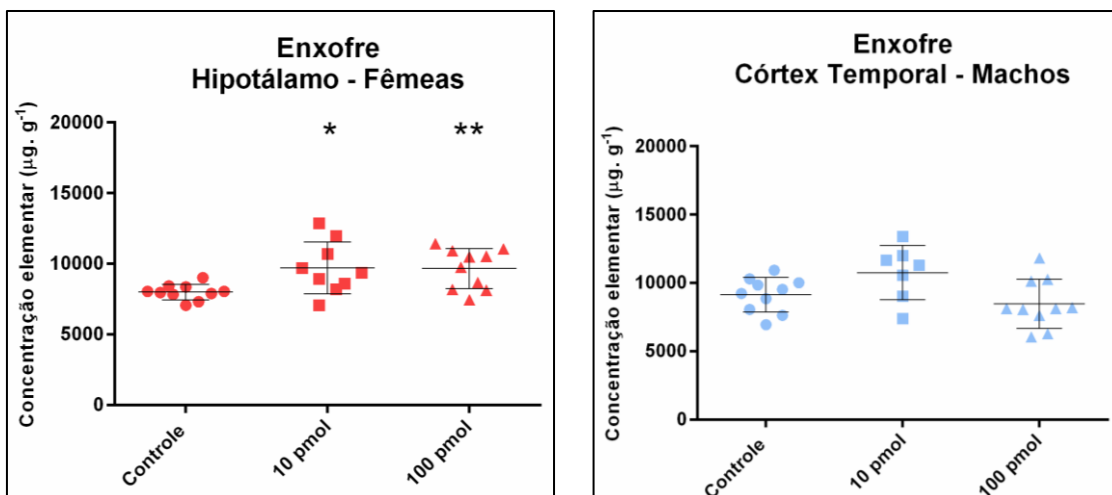 Enxofre
Hipotálamo - Fêmeas
Concentração elementar (µg. g⁻¹)
20000
15000
10000
5000
0
*
**
Controle
10 pmol
100 pmol
Enxofre
Córtex Temporal - Machos
Concentração elementar (µg. g⁻¹)
20000
15000
10000
5000
0
Controle
10 pmol
100 pmol